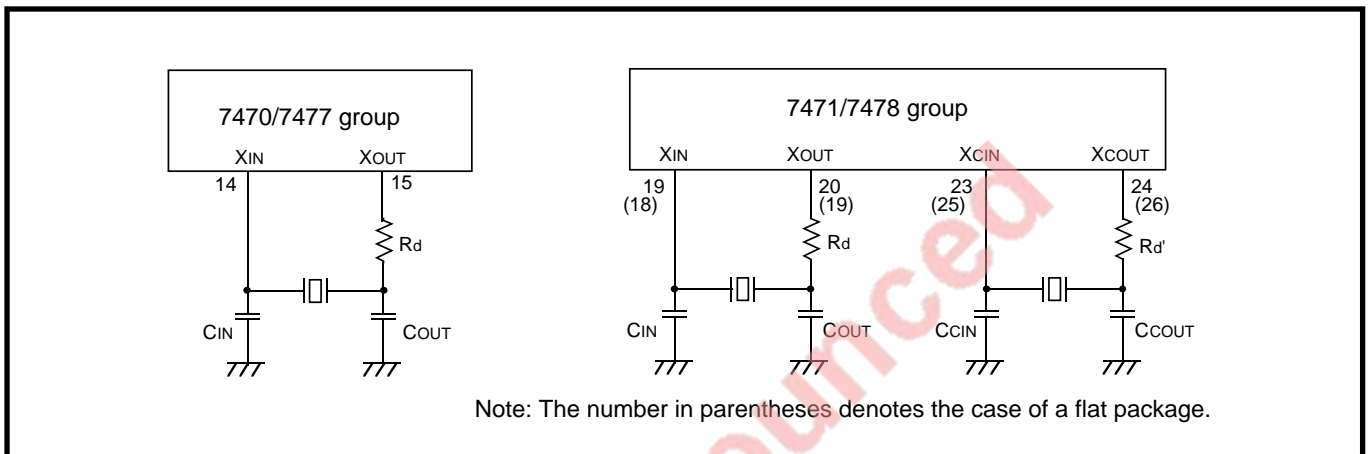 7470/7477 group
XIN XOUT
14 15
Rd
CIN COUT
7471/7478 group
XIN XOUT XCIN XCOUT
19 20 23 24
(18) (19) (25) (26)
Rd Rd'
CIN COUT CCIN CCOUT
Note: The number in parentheses denotes the case of a flat package.
ounced